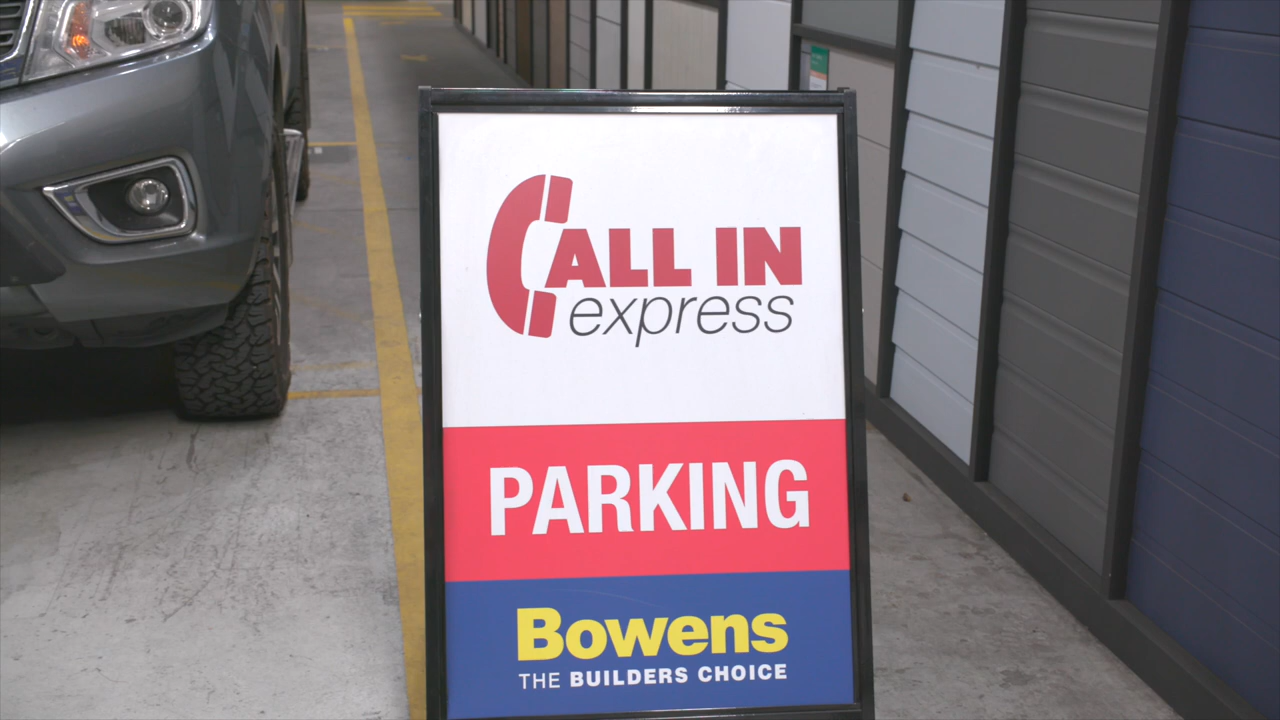 CALL IN
express
PARKING
Bowens
THE BUILDERS CHOICE